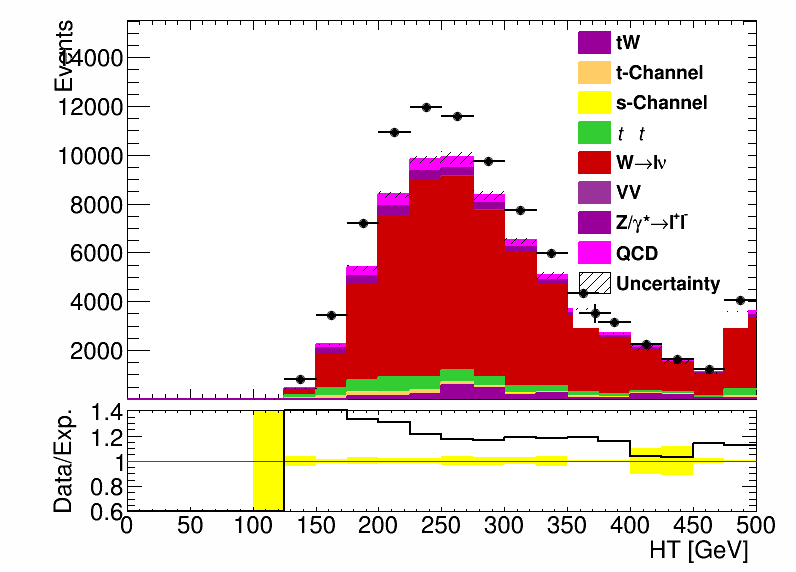 Events
14000
12000
10000
8000
6000
4000
2000
tW
t-Channel
s-Channel
t t
W→lν
VV
Z/γ*→l⁺l⁻
QCD
Uncertainty
Data/Exp.
1.4
1.2
1
0.8
0.6
0 50 100 150 200 250 300 350 400 450 500
HT [GeV]